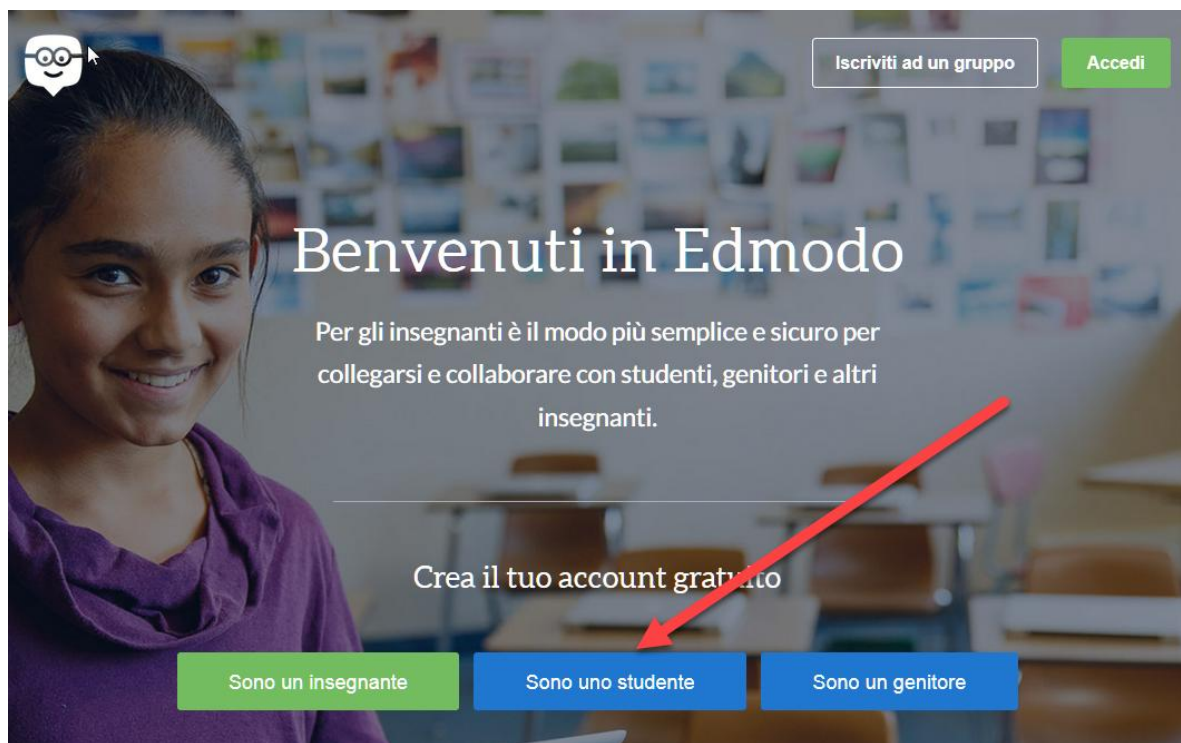 Iscriviti ad un gruppo
Accedi
Benvenuti in Edmodo
Per gli insegnanti è il modo più semplice e sicuro per
collegarsi e collaborare con studenti, genitori e altri
insegnanti.
Crea il tuo account gratuito
Sono un insegnante
Sono uno studente
Sono un genitore